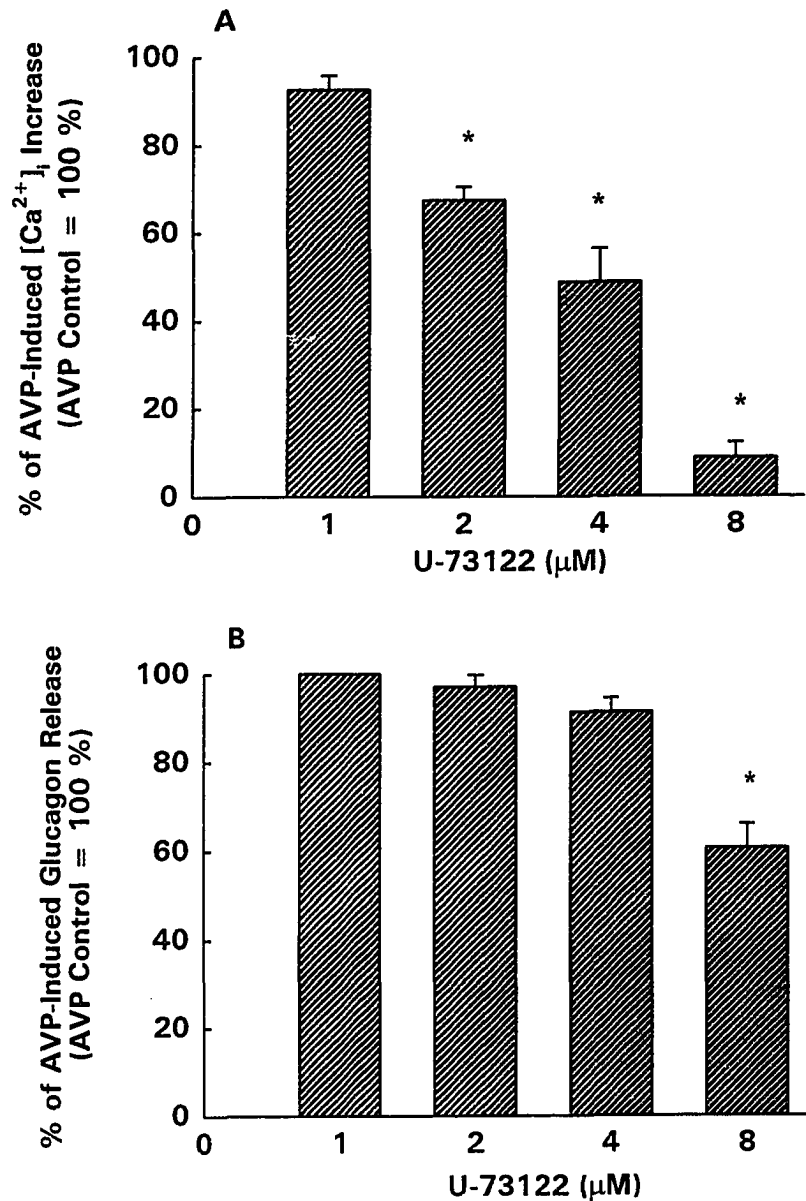 A
% of AVP-Induced [Ca²⁺]ᵢ Increase
(AVP Control = 100 %)
100
80
60
40
20
0
*
*
*
0 1 2 4 8
U-73122 (μM)
B
% of AVP-Induced Glucagon Release
(AVP Control = 100 %)
100
80
60
40
20
0
*
0 1 2 4 8
U-73122 (μM)